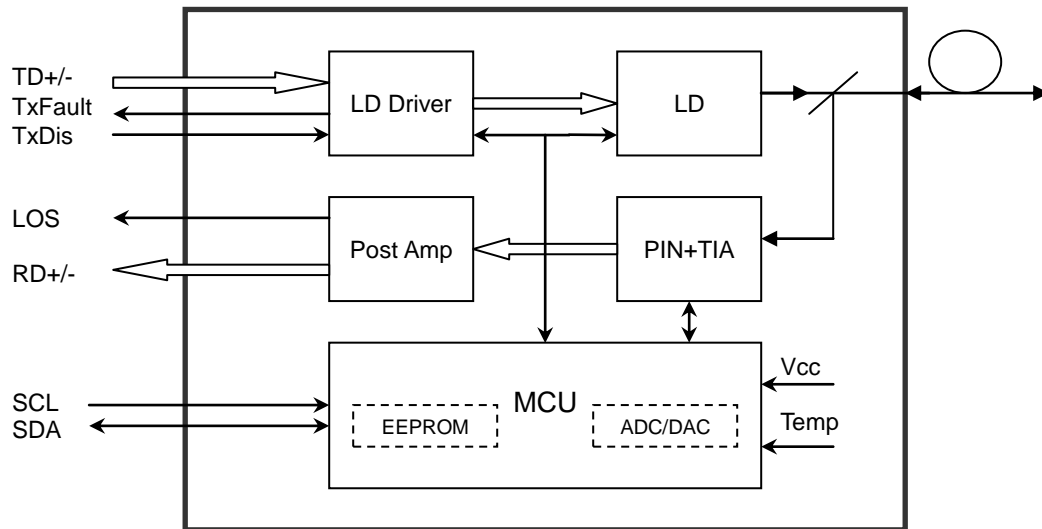 TD+/-
TxFault
TxDis
LD Driver
LD
LOS
RD+/-
Post Amp
PIN+TIA
SCL
SDA
MCU
EEPROM
ADC/DAC
Vcc
Temp